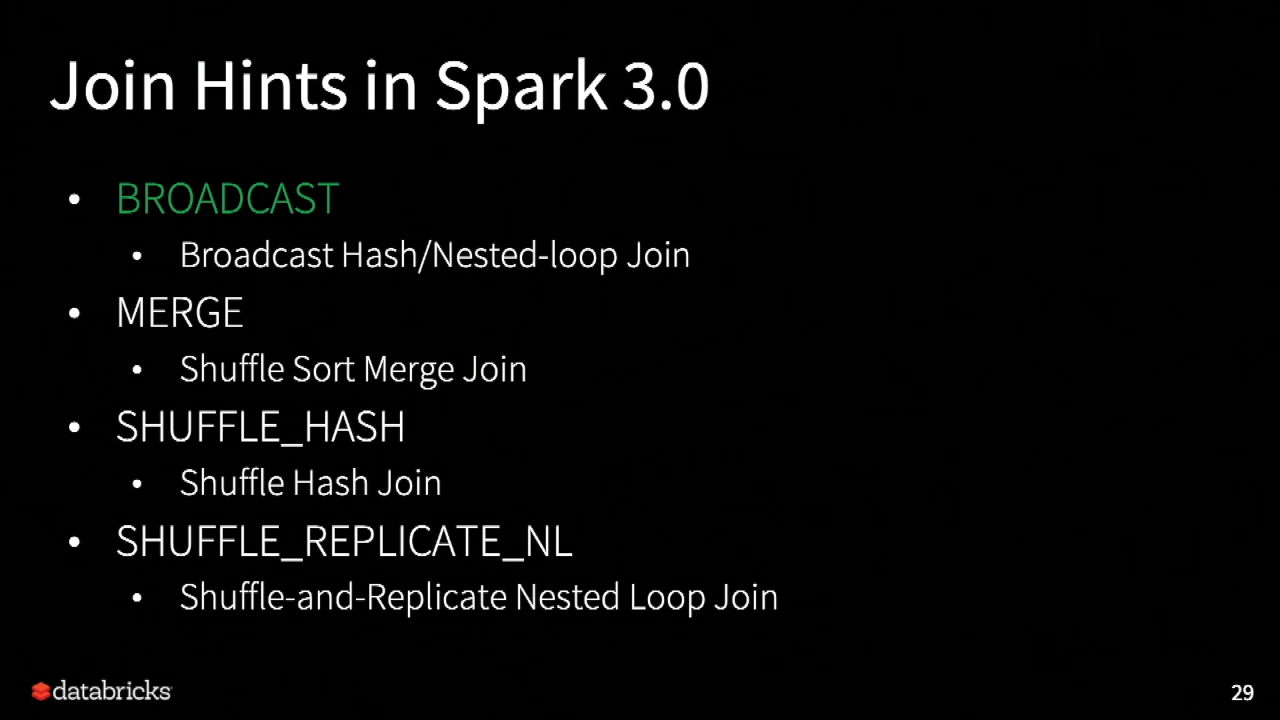 Join Hints in Spark 3.0
• BROADCAST
• Broadcast Hash/Nested-loop Join
• MERGE
• Shuffle Sort Merge Join
• SHUFFLE_HASH
• Shuffle Hash Join
• SHUFFLE_REPLICATE_NL
• Shuffle-and-Replicate Nested Loop Join
databricks
29